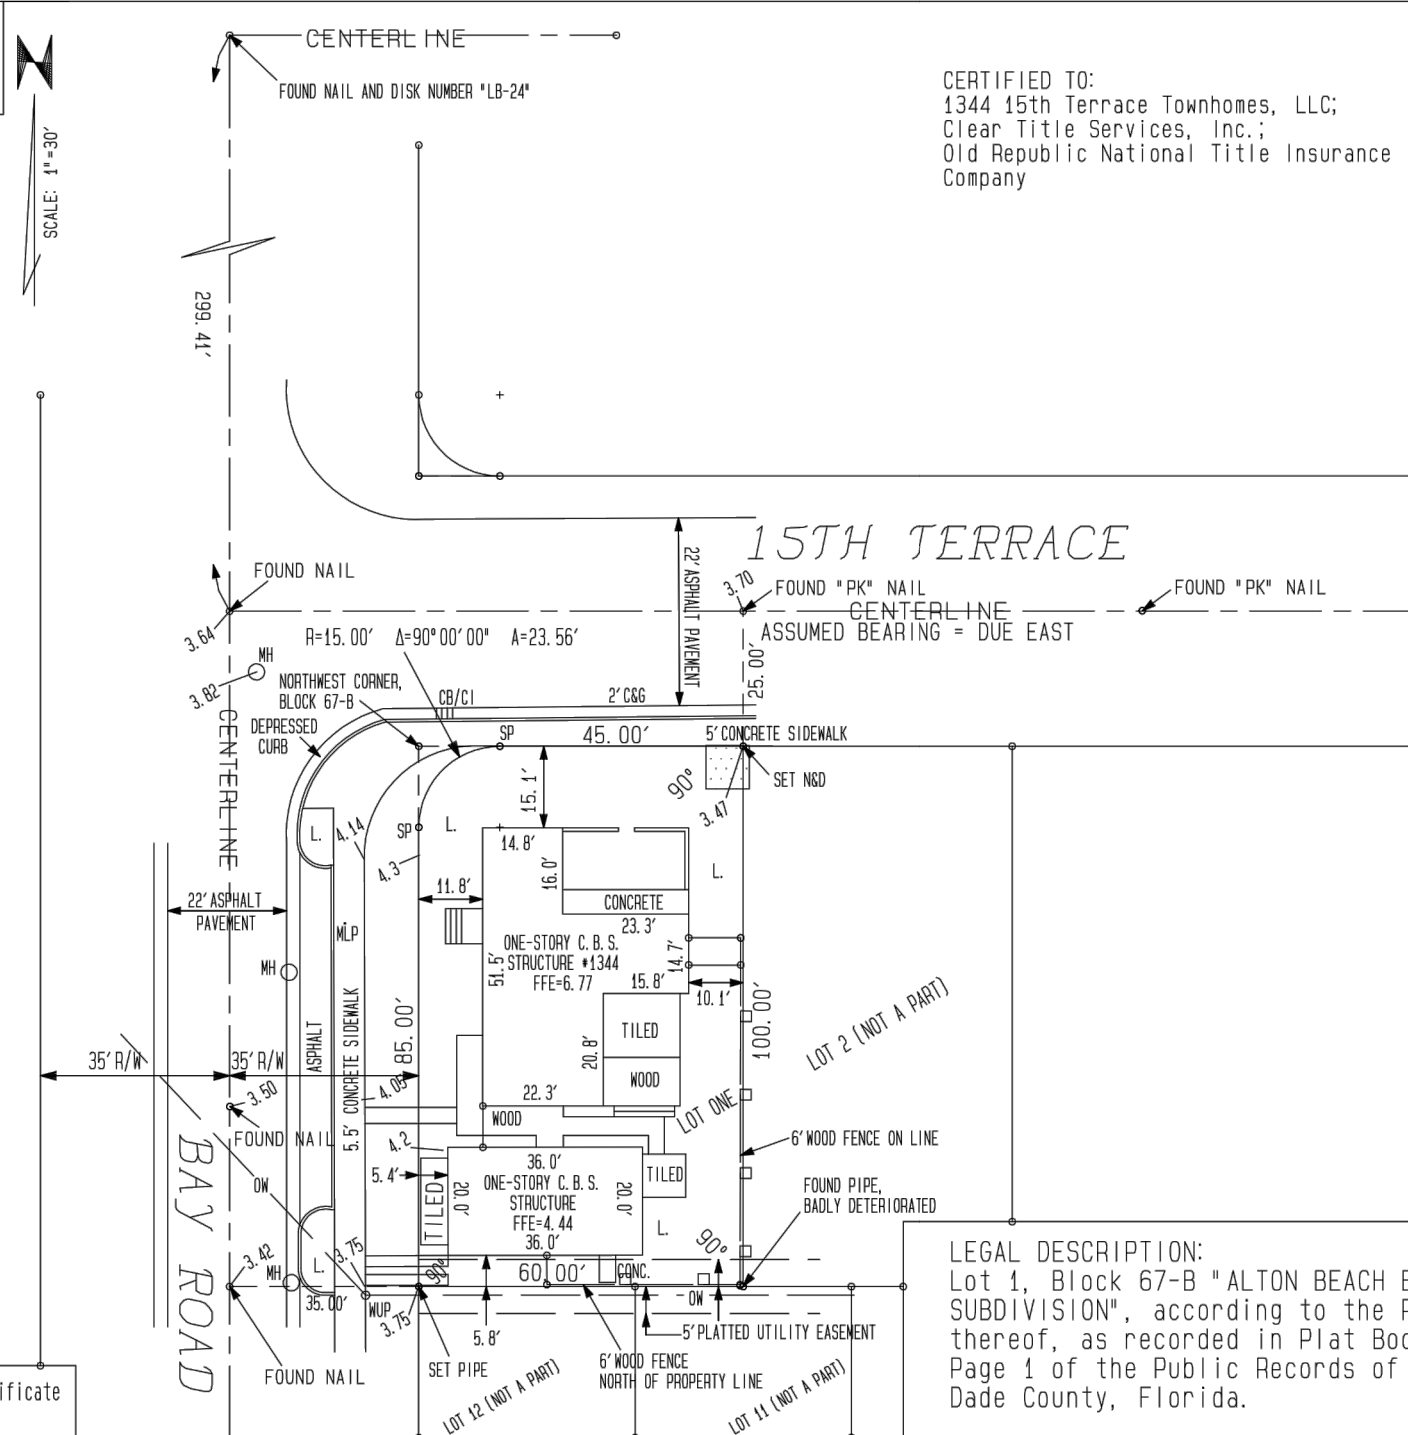 CENTERLINE
FOUND NAIL AND DISK NUMBER "LB-24"
SCALE: 1"=30'
CERTIFIED TO:
1344 15th Terrace Townhomes, LLC;
Clear Title Services, Inc.;
Old Republic National Title Insurance
Company
299.41'
15TH TERRACE
22' ASPHALT PAVEMENT
FOUND NAIL
3.70
FOUND "PK" NAIL
FOUND "PK" NAIL
CENTERLINE
ASSUMED BEARING = DUE EAST
3.64
R=15.00' Δ=90°00'00" A=23.56'
25.00'
MH
3.82
NORTHWEST CORNER,
BLOCK 67-B
CB/CI
2' C&G
DEPRESSED
CURB
CENTERLINE
SP
45.00'
5' CONCRETE SIDEWALK
SET N&D
90°
3.47
15.1'
L.
4.14
SP
L.
14.8'
4.3
16.0'
L.
11.8'
22' ASPHALT
PAVEMENT
CONCRETE
23.3'
MLP
ONE-STORY C.B.S.
STRUCTURE #1344
FFE=6.77
51.5'
14.7'
MH
15.8'
10.1'
LOT 2 (NOT A PART)
85.00'
100.00'
ASPHALT
5.5' CONCRETE SIDEWALK
TILED
20.8'
35' R/W
35' R/W
4.05
WOOD
3.50
22.3'
WOOD
LOT ONE
FOUND NAIL
4.2
6' WOOD FENCE ON LINE
BAY ROAD
36.0'
5.4'
TILED
ONE-STORY C.B.S.
STRUCTURE
FFE=4.44
36.0'
20.0'
20.0'
TILED
FOUND PIPE,
BADLY DETERIORATED
OW
L.
90°
3.42
3.75
L.
MH
90°
60.00'
CONC.
35.00'
WUP
3.75
OW
5.8'
5' PLATTED UTILITY EASEMENT
FOUND NAIL
SET PIPE
6' WOOD FENCE
NORTH OF PROPERTY LINE
LOT 12 (NOT A PART)
LOT 11 (NOT A PART)
ificate
LEGAL DESCRIPTION:
Lot 1, Block 67-B "ALTON BEACH B
SUBDIVISION", according to the P
thereof, as recorded in Plat Boo
Page 1 of the Public Records of
Dade County, Florida.